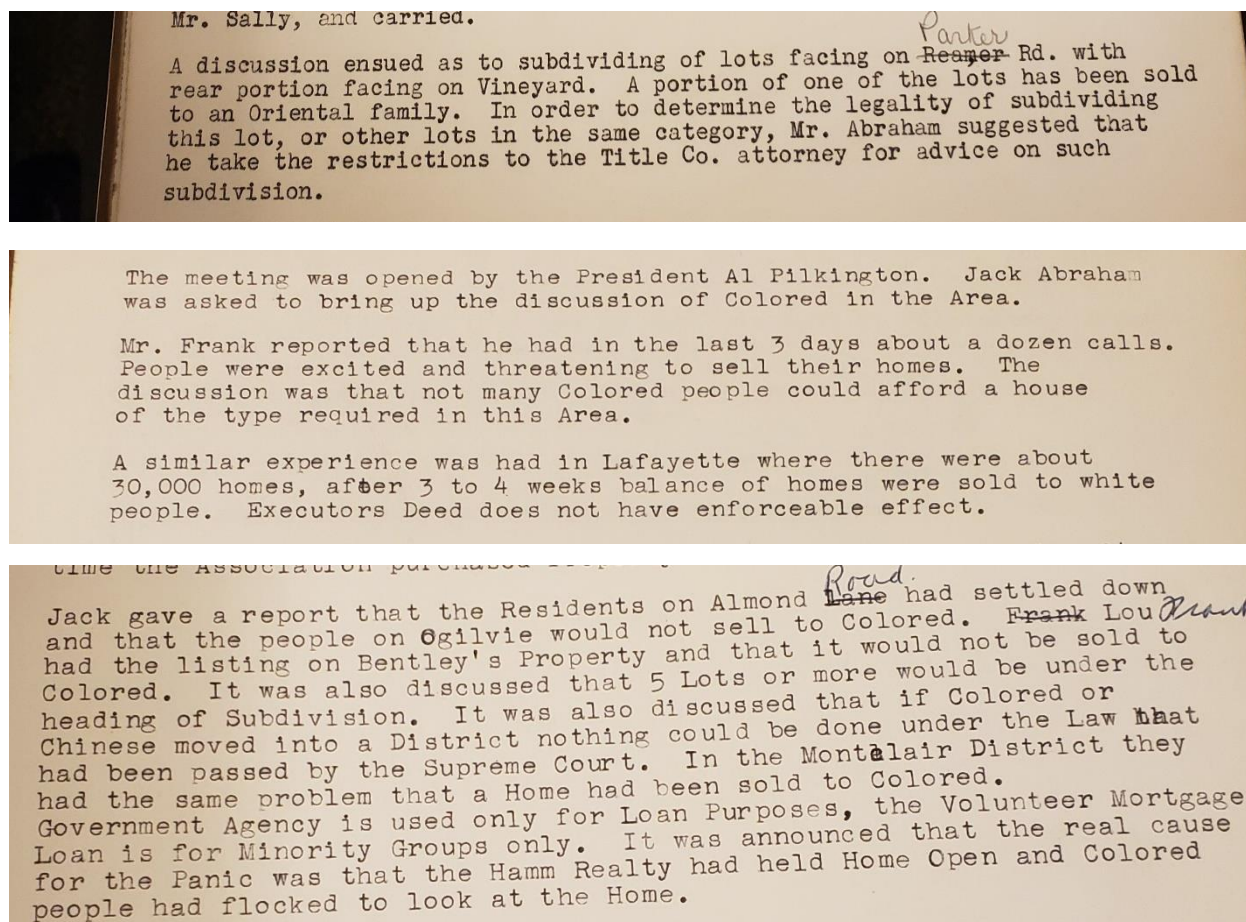 Mr. Sally, and carried.
Parker
A discussion ensued as to subdividing of lots facing on Reamer Rd. with
rear portion facing on Vineyard. A portion of one of the lots has been sold
to an Oriental family. In order to determine the legality of subdividing
this lot, or other lots in the same category, Mr. Abraham suggested that
he take the restrictions to the Title Co. attorney for advice on such
subdivision.
The meeting was opened by the President Al Pilkington. Jack Abraham
was asked to bring up the discussion of Colored in the Area.
Mr. Frank reported that he had in the last 3 days about a dozen calls.
People were excited and threatening to sell their homes. The
discussion was that not many Colored people could afford a house
of the type required in this Area.
A similar experience was had in Lafayette where there were about
30,000 homes, after 3 to 4 weeks balance of homes were sold to white
people. Executors Deed does not have enforceable effect.
time the Association purchased
Road.
Jack gave a report that the Residents on Almond Lane had settled down
and that the people on Ogilvie would not sell to Colored. Frank Lou Frank
had the listing on Bentley's Property and that it would not be sold to
Colored. It was also discussed that 5 Lots or more would be under the
heading of Subdivision. It was also discussed that if Colored or
Chinese moved into a District nothing could be done under the Law that
had been passed by the Supreme Court. In the Montclair District they
had the same problem that a Home had been sold to Colored.
Government Agency is used only for Loan Purposes, the Volunteer Mortgage
Loan is for Minority Groups only. It was announced that the real cause
for the Panic was that the Hamm Realty had held Home Open and Colored
people had flocked to look at the Home.